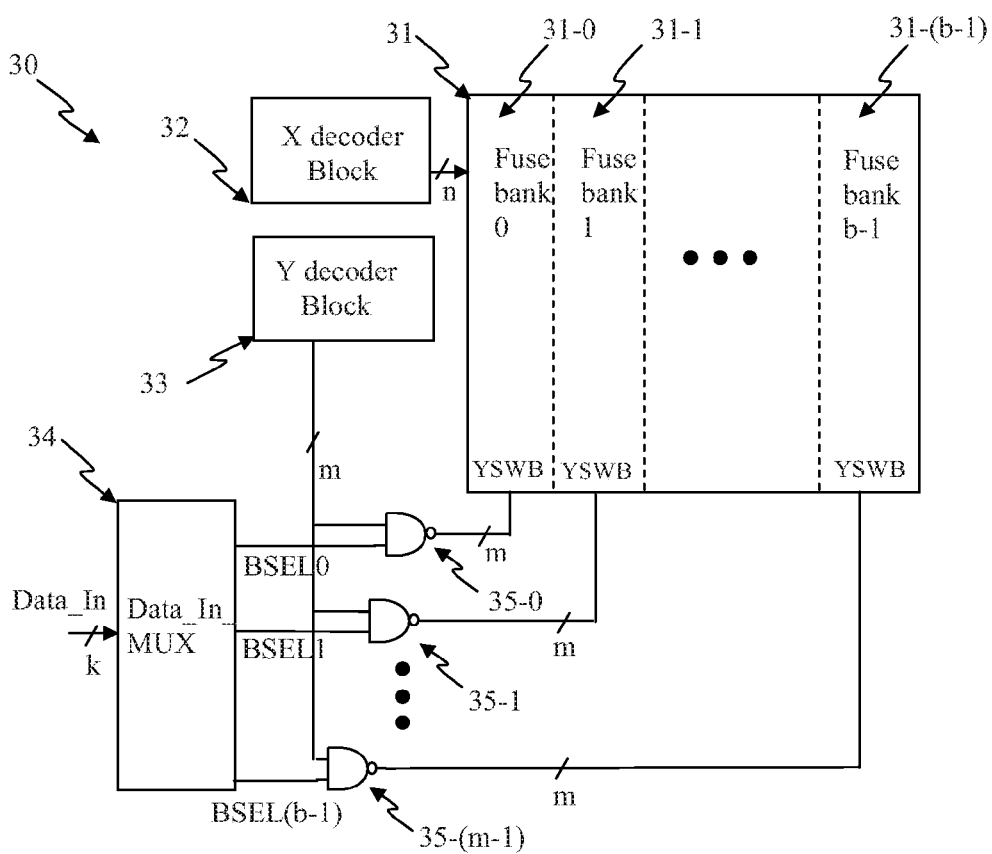 31
31-0
31-1
31-(b-1)
30
32
X decoder
Block
n
Fuse
bank
0
Fuse
bank
1
Fuse
bank
b-1
Y decoder
Block
33
m
34
YSWB
YSWB
YSWB
BSEL0
m
35-0
Data_In
k
Data_In_
MUX
BSEL1
m
35-1
BSEL(b-1)
m
35-(m-1)